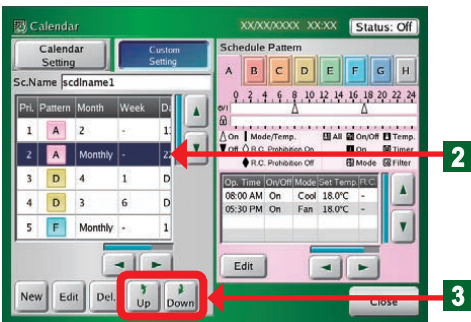 Calendar XX/XX/XXXX XX:XX Status: Off
Calendar Setting
Custom Setting
Sc.Name scdlname1
Pri. Pattern Month Week Da
1 A 2 - 1
2 A Monthly - 2
3 D 4 1 D
4 D 3 6 D
5 F Monthly - 1
New Edit Del. Up Down
Schedule Pattern
A B C D E F G H
0 2 4 6 8 10 12 14 16 18 20 22 24
On Mode/Temp. All On/Off Temp.
Off R.C. Prohibition On On Timer
R.C. Prohibition Off Mode Filter
Op. Time On/Off Mode Set Temp. R.C.
08:00 AM On Cool 18.0°C -
05:30 PM On Fan 18.0°C -
Edit
Close
2
3